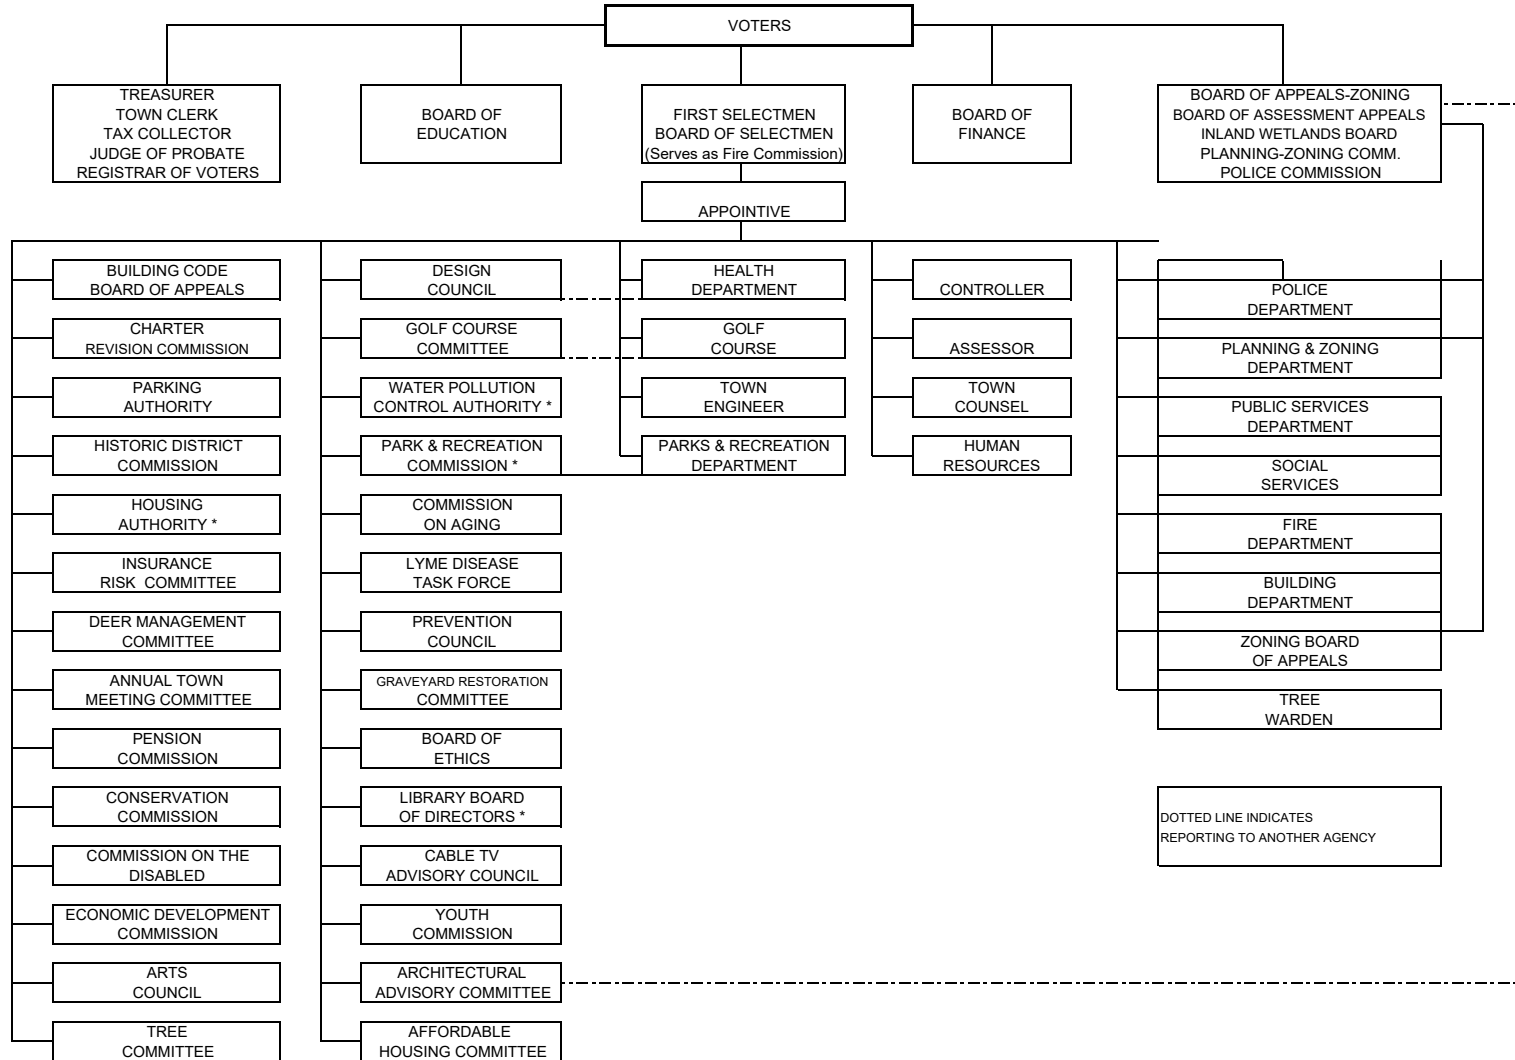 VOTERS
TREASURER
TOWN CLERK
TAX COLLECTOR
JUDGE OF PROBATE
REGISTRAR OF VOTERS
BOARD OF
EDUCATION
FIRST SELECTMEN
BOARD OF SELECTMEN
(Serves as Fire Commission)
BOARD OF
FINANCE
BOARD OF APPEALS-ZONING
BOARD OF ASSESSMENT APPEALS
INLAND WETLANDS BOARD
PLANNING-ZONING COMM.
POLICE COMMISSION
APPOINTIVE
BUILDING CODE
BOARD OF APPEALS
CHARTER
REVISION COMMISSION
PARKING
AUTHORITY
HISTORIC DISTRICT
COMMISSION
HOUSING
AUTHORITY *
INSURANCE
RISK COMMITTEE
DEER MANAGEMENT
COMMITTEE
ANNUAL TOWN
MEETING COMMITTEE
PENSION
COMMISSION
CONSERVATION
COMMISSION
COMMISSION ON THE
DISABLED
ECONOMIC DEVELOPMENT
COMMISSION
ARTS
COUNCIL
TREE
COMMITTEE
DESIGN
COUNCIL
GOLF COURSE
COMMITTEE
WATER POLLUTION
CONTROL AUTHORITY *
PARK & RECREATION
COMMISSION *
COMMISSION
ON AGING
LYME DISEASE
TASK FORCE
PREVENTION
COUNCIL
GRAVEYARD RESTORATION
COMMITTEE
BOARD OF
ETHICS
LIBRARY BOARD
OF DIRECTORS *
CABLE TV
ADVISORY COUNCIL
YOUTH
COMMISSION
ARCHITECTURAL
ADVISORY COMMITTEE
AFFORDABLE
HOUSING COMMITTEE
HEALTH
DEPARTMENT
GOLF
COURSE
TOWN
ENGINEER
PARKS & RECREATION
DEPARTMENT
CONTROLLER
ASSESSOR
TOWN
COUNSEL
HUMAN
RESOURCES
POLICE
DEPARTMENT
PLANNING & ZONING
DEPARTMENT
PUBLIC SERVICES
DEPARTMENT
SOCIAL
SERVICES
FIRE
DEPARTMENT
BUILDING
DEPARTMENT
ZONING BOARD
OF APPEALS
TREE
WARDEN
DOTTED LINE INDICATES
REPORTING TO ANOTHER AGENCY